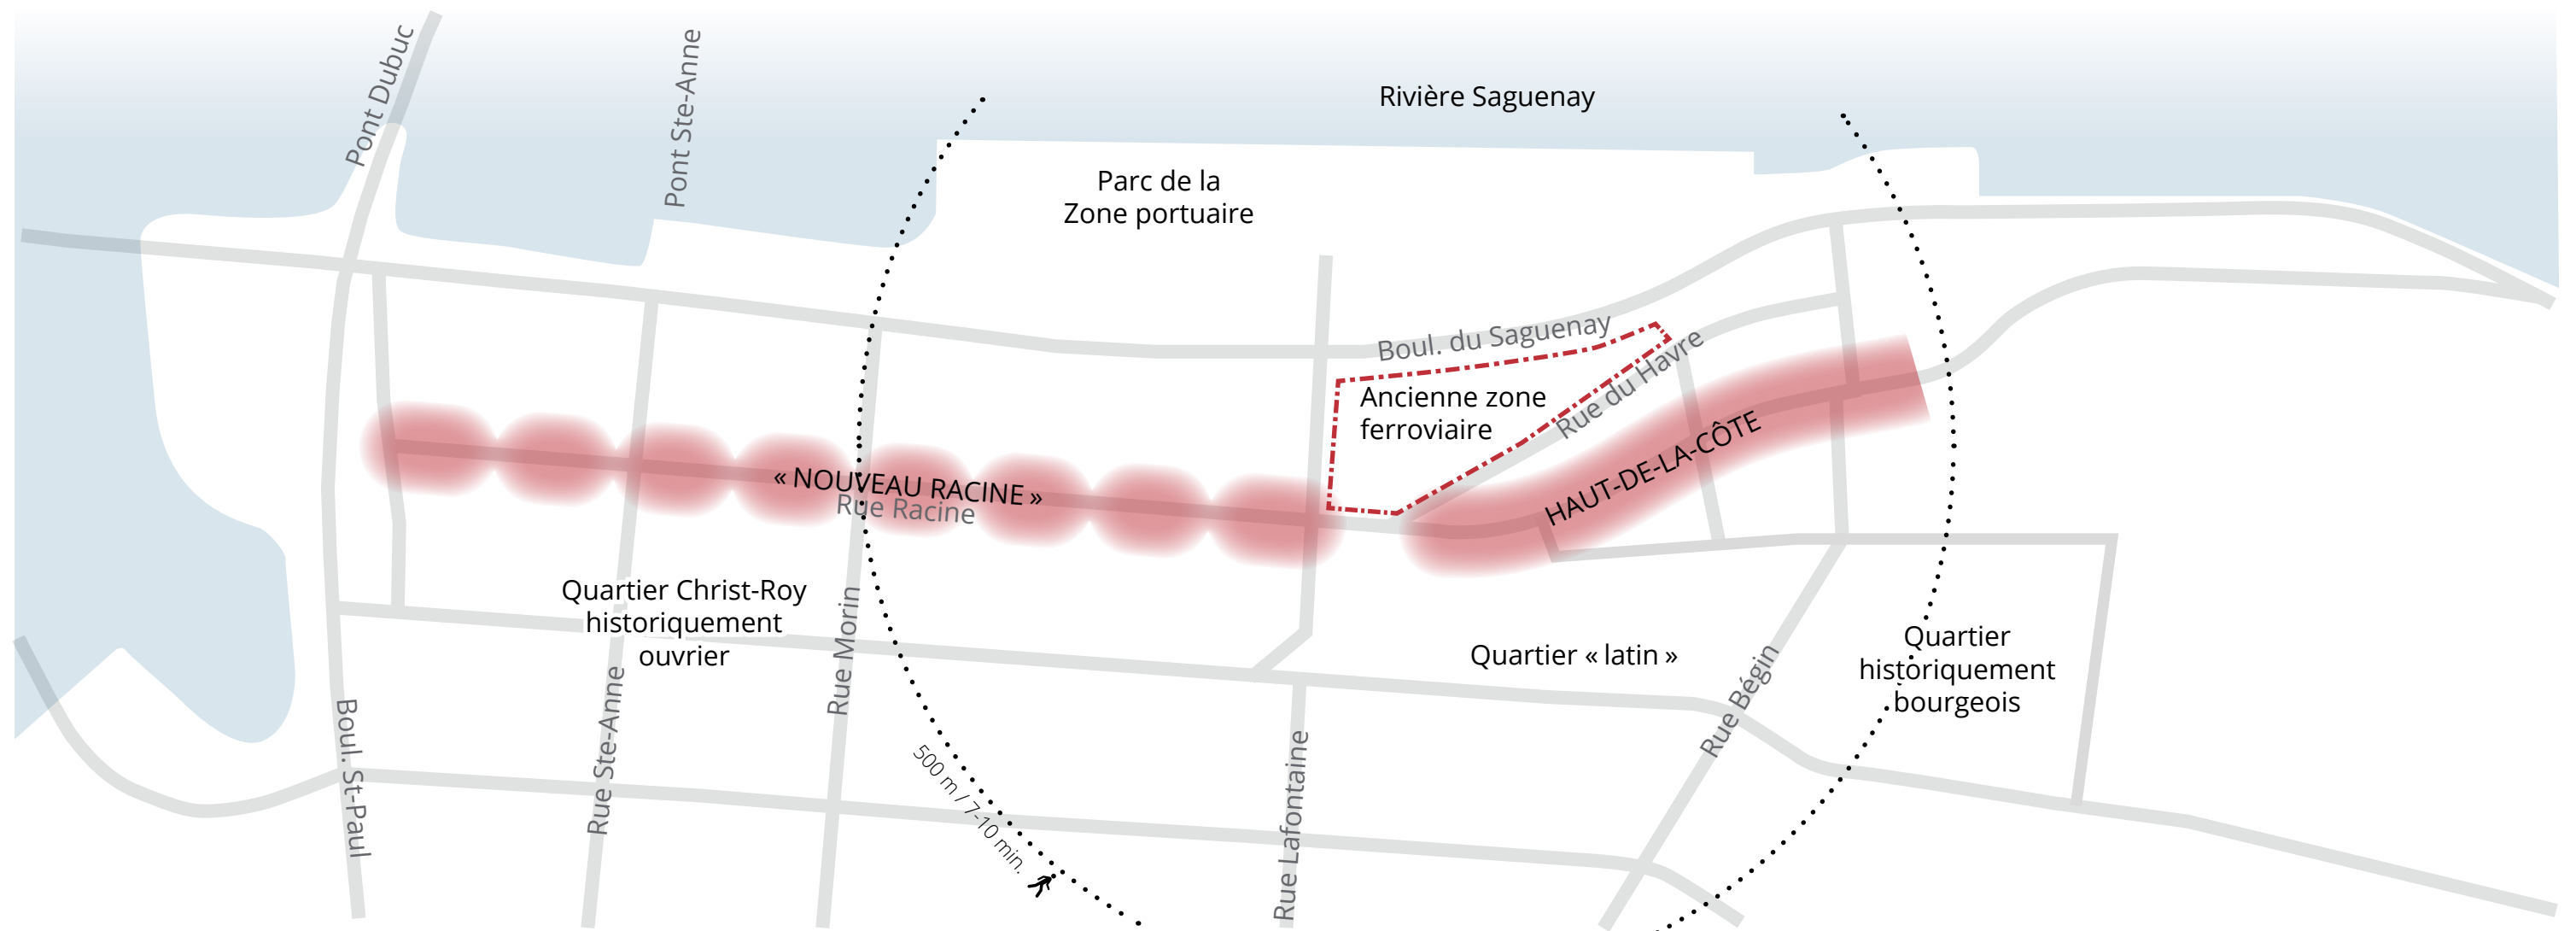 Pont Dubuc
Pont Ste-Anne
Rivière Saguenay
Parc de la
Zone portuaire
Boul. du Saguenay
Rue du Havre
Ancienne zone
ferroviaire
HAUT-DE-LA-CÔTE
« NOUVEAU RACINE »
Rue Racine
Quartier Christ-Roy
historiquement
ouvrier
Rue Morin
Quartier « latin »
Rue Bégin
Quartier
historiquement
bourgeois
Boul. St-Paul
Rue Ste-Anne
500 m / 7-10 min.
Rue Lafontaine